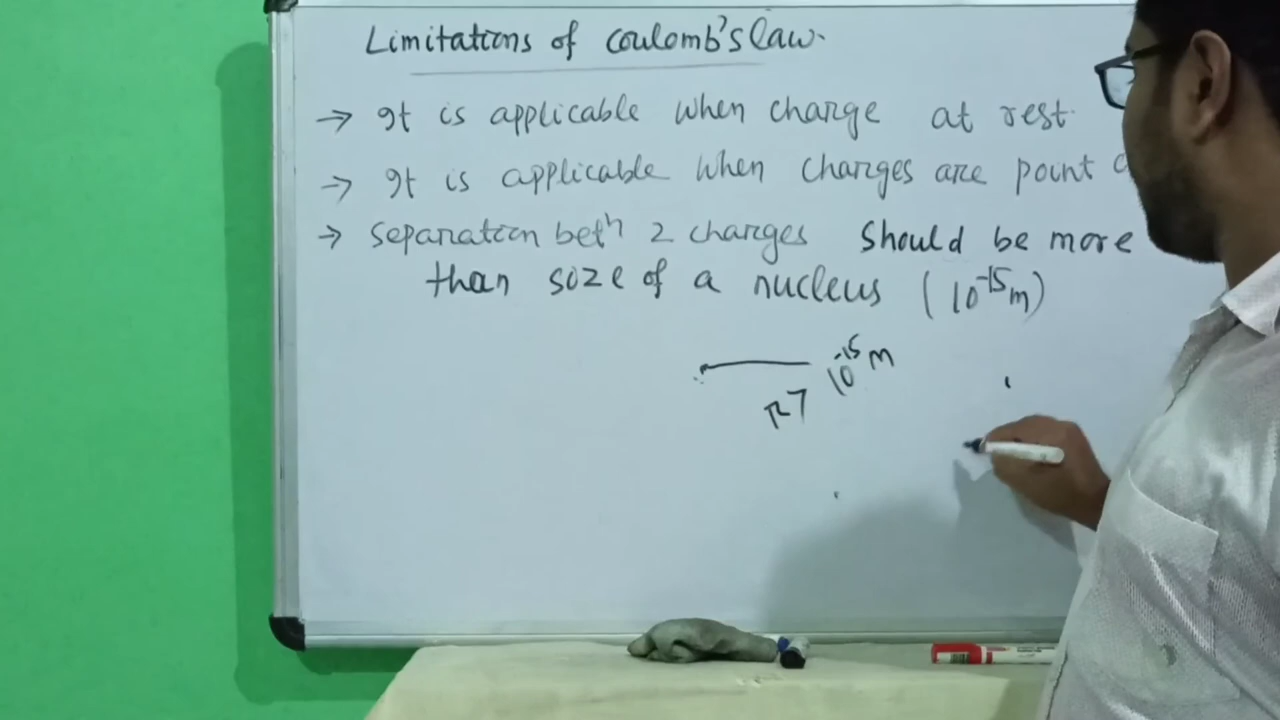 Limitations of coulomb's law.
→ It is applicable when charge at rest.
→ It is applicable when charges are point
→ separation betn 2 charges should be more
than size of a nucleus (10⁻¹⁵m)
10⁻¹⁵ m